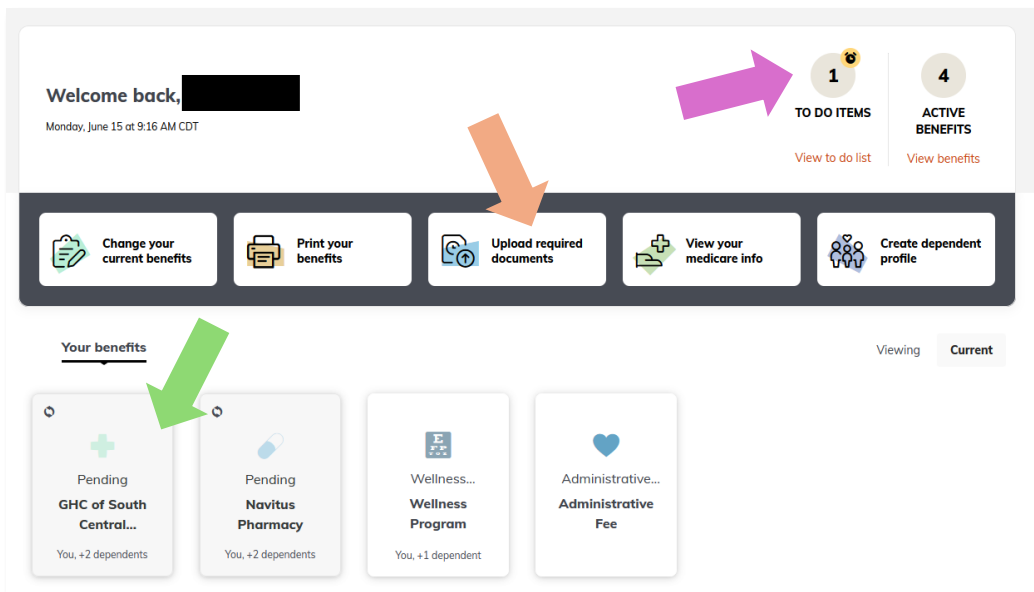 Welcome back,
Monday, June 15 at 9:16 AM CDT
1
TO DO ITEMS
View to do list
4
ACTIVE
BENEFITS
View benefits
Change your
current benefits
Print your
benefits
Upload required
documents
View your
medicare info
Create dependent
profile
Your benefits
Viewing
Current
Pending
GHC of South
Central...
You, +2 dependents
Pending
Navitus
Pharmacy
You, +2 dependents
Wellness...
Wellness
Program
You, +1 dependent
Administrative...
Administrative
Fee